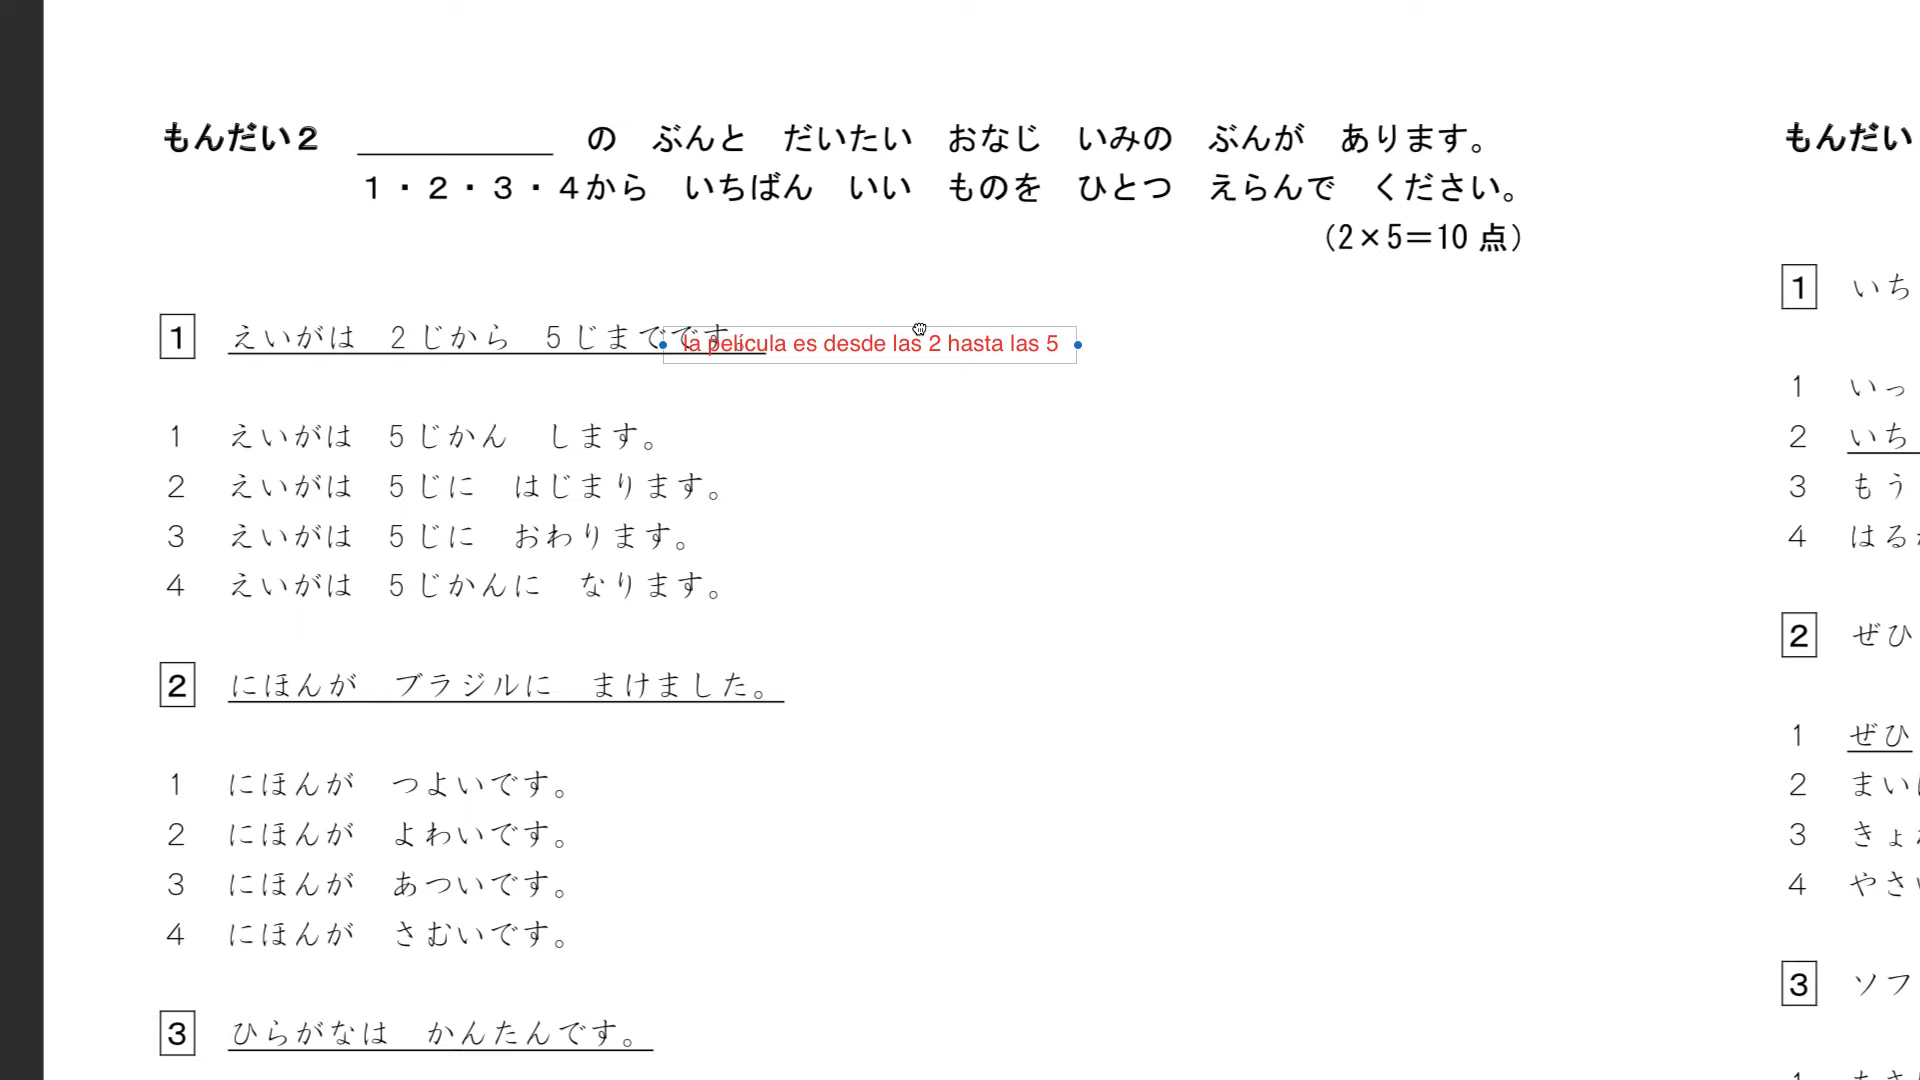 もんだい２　＿＿＿＿＿＿　の　ぶんと　だいたい　おなじ　いみの　ぶんが　あります。
１・２・３・４から　いちばん　いい　ものを　ひとつ　えらんで　ください。
（2×5＝10 点）
1　えいがは　２じから　５じまでです。
la película es desde las 2 hasta las 5
1　えいがは　５じかん　します。
2　えいがは　５じに　はじまります。
3　えいがは　５じに　おわります。
4　えいがは　５じかんに　なります。
2　にほんが　ブラジルに　まけました。
1　にほんが　つよいです。
2　にほんが　よわいです。
3　にほんが　あついです。
4　にほんが　さむいです。
3　ひらがなは　かんたんです。
もんだい
1　いち
1　いっ
2　いち
3　もう
4　はる
2　ぜひ
1　ぜひ
2　まい
3　きょ
4　やさ
3　ソフ